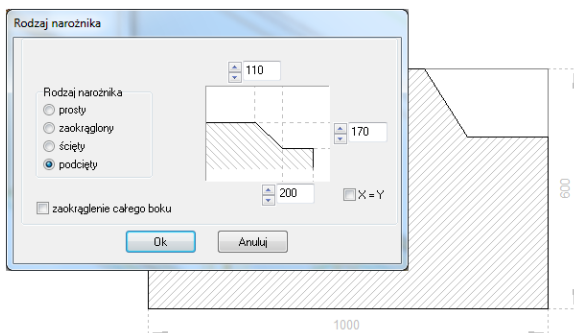 Rodzaj narożnika
110
Rodzaj narożnika
prosty
zaokrąglony
ścięty
podcięty
170
200
X = Y
zaokrąglenie całego boku
Ok
Anuluj
600
1000